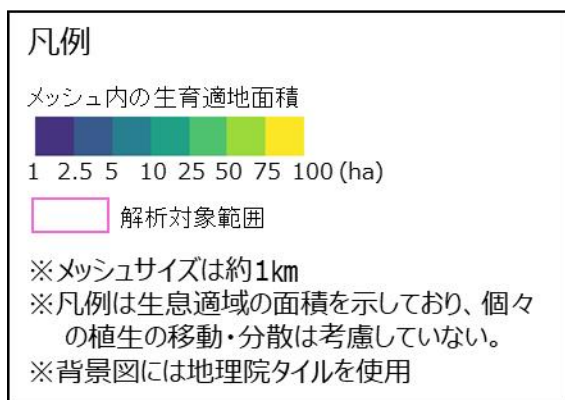 凡例
メッシュ内の生育適地面積
1 2.5 5 10 25 50 75 100 (ha)
解析対象範囲
※メッシュサイズは約1km
※凡例は生息適域の面積を示しており、個々
の植生の移動・分散は考慮していない。
※背景図には地理院タイルを使用